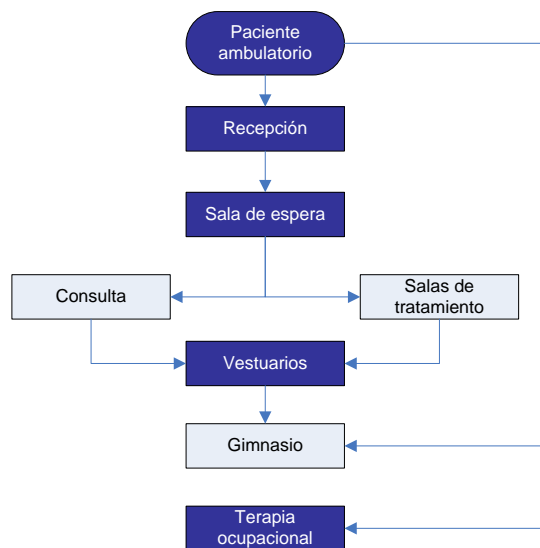 Paciente
ambulatorio
Recepción
Sala de espera
Consulta
Salas de
tratamiento
Vestuarios
Gimnasio
Terapia
ocupacional